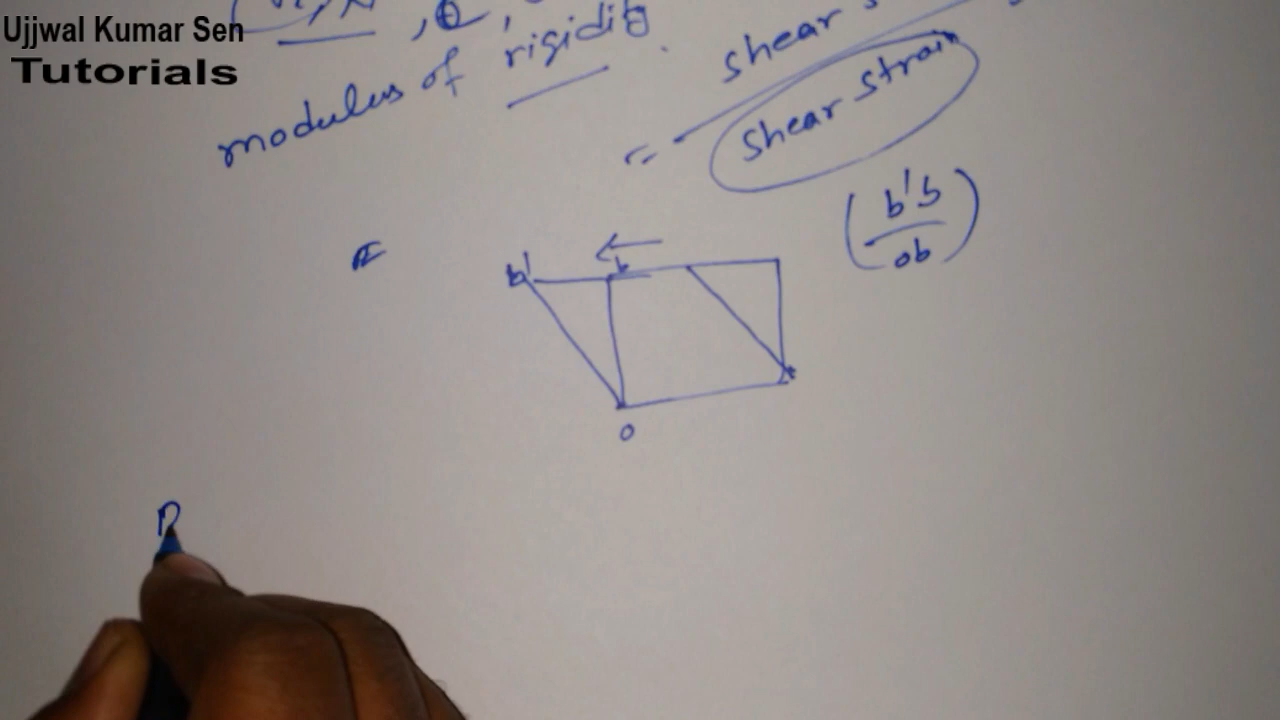 Ujjwal Kumar Sen
Tutorials
, θ,
modulus of rigidity
= shear
shear strain
(b'b / ob)
b' b
o